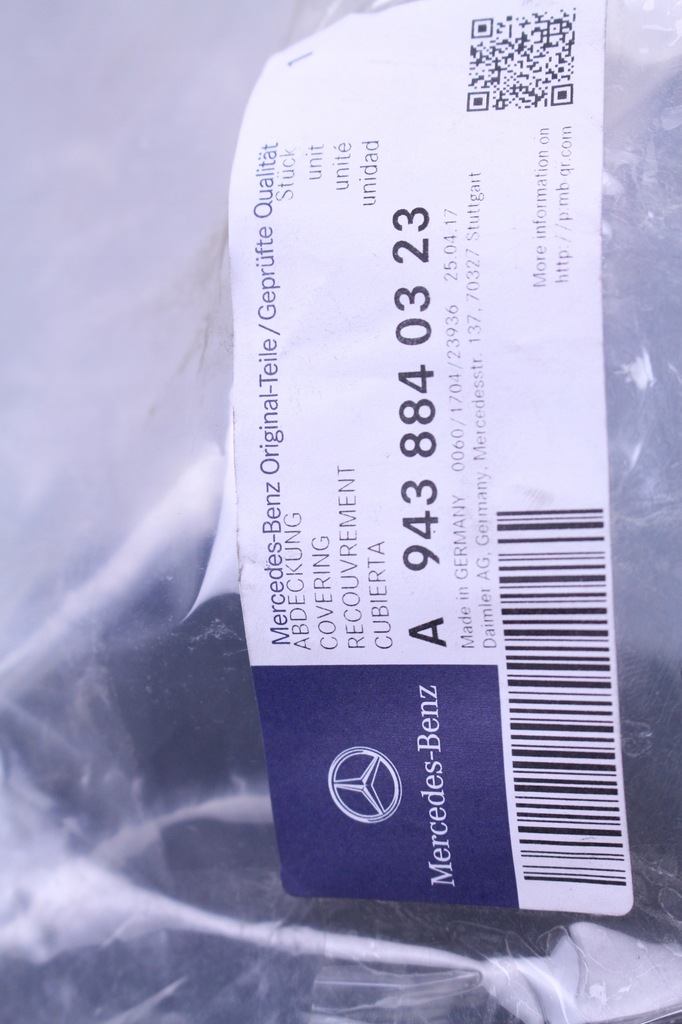 Mercedes-Benz Original-Teile / Geprüfte Qualität
ABDECKUNG 1 Stück
COVERING unit
RECOUVREMENT unité
CUBIERTA unidad
A 943 884 03 23
Made in GERMANY 0060/1704/23936 25.04.17
Daimler AG, Germany, Mercedesstr. 137, 70327 Stuttgart
More information on
http://p.mb-qr.com
Mercedes-Benz